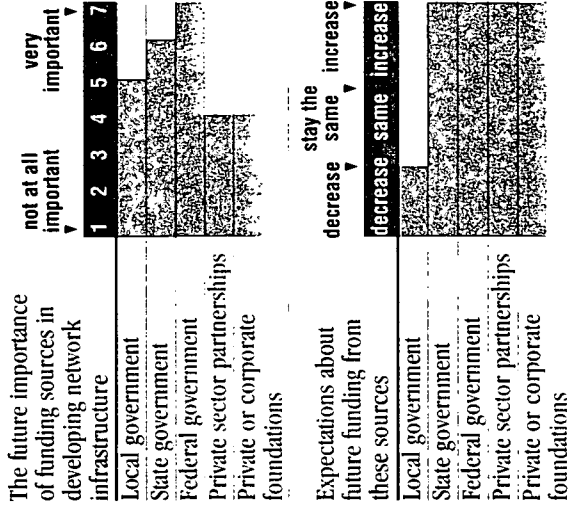 The future importance
of funding sources in
developing network
infrastructure
not at all
important
very
important
1 2 3 4 5 6 7
Local government
State government
Federal government
Private sector partnerships
Private or corporate
foundations
Expectations about
future funding from
these sources
decrease
stay the
same
increase
decrease same increase
Local government
State government
Federal government
Private sector partnerships
Private or corporate
foundations